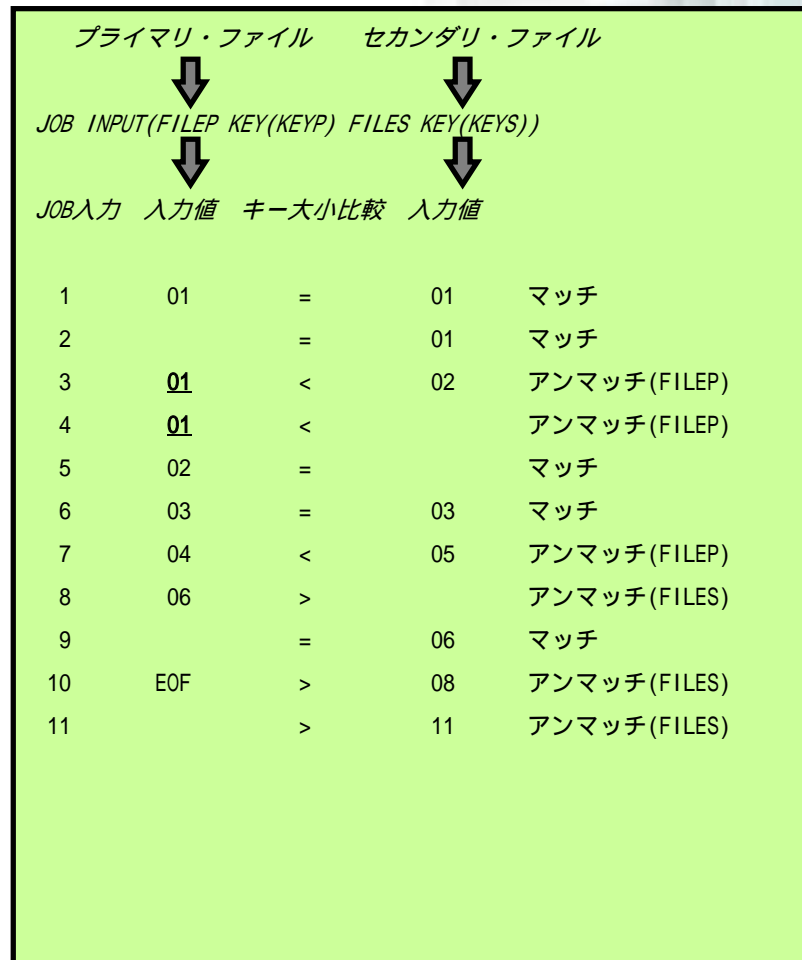 プライマリ・ファイル セカンダリ・ファイル
JOB INPUT(FILEP KEY(KEYP) FILES KEY(KEYS))
JOB入力 入力値 キー大小比較 入力値
1 01 = 01 マッチ
2 = 01 マッチ
3 01 < 02 アンマッチ(FILEP)
4 01 < アンマッチ(FILEP)
5 02 = マッチ
6 03 = 03 マッチ
7 04 < 05 アンマッチ(FILEP)
8 06 > アンマッチ(FILES)
9 = 06 マッチ
10 EOF > 08 アンマッチ(FILES)
11 > 11 アンマッチ(FILES)